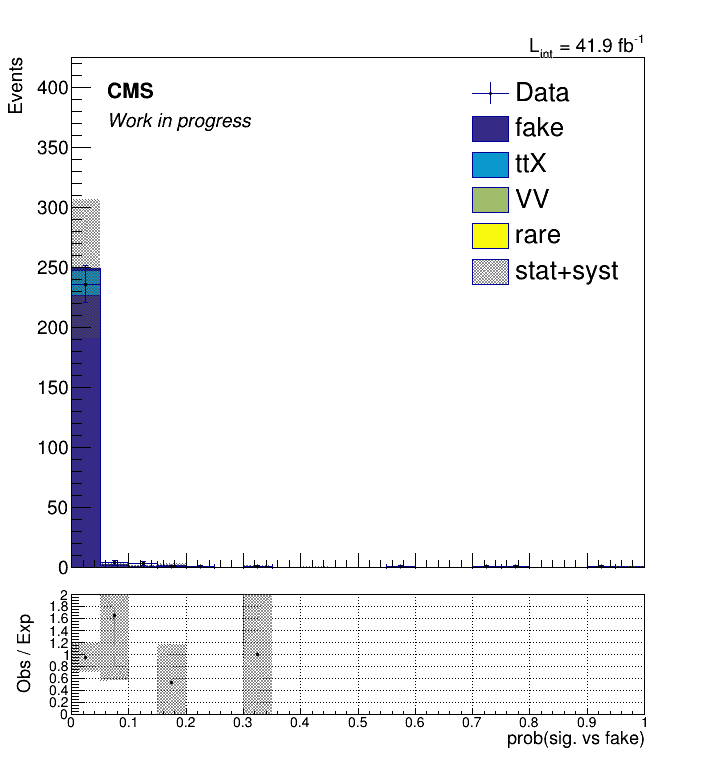 L_int = 41.9 fb^-1
Events
CMS
Work in progress
Data
fake
ttX
VV
rare
stat+syst
400
350
300
250
200
150
100
50
0
Obs / Exp
2
1.8
1.6
1.4
1.2
1
0.8
0.6
0.4
0.2
0
0 0.1 0.2 0.3 0.4 0.5 0.6 0.7 0.8 0.9 1
prob(sig. vs fake)